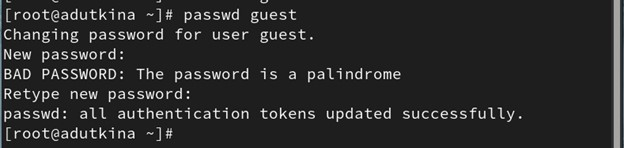 [root@adutkina ~]# passwd guest
Changing password for user guest.
New password:
BAD PASSWORD: The password is a palindrome
Retype new password:
passwd: all authentication tokens updated successfully.
[root@adutkina ~]#